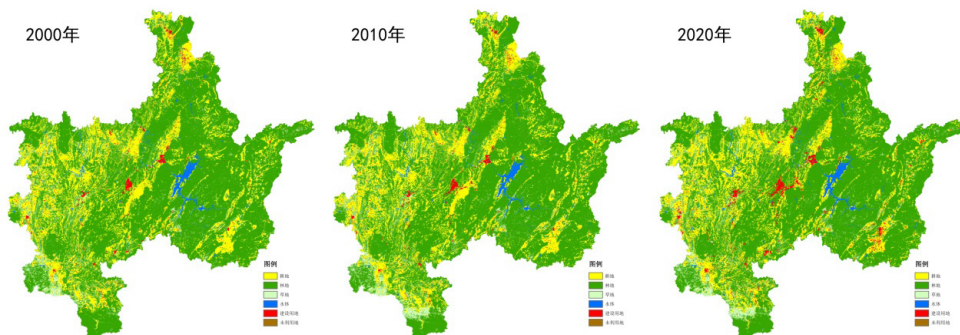 2000年
2010年
2020年
图例
耕地
林地
草地
水体
建设用地
未利用地
图例
耕地
林地
草地
水体
建设用地
未利用地
图例
耕地
林地
草地
水体
建设用地
未利用地